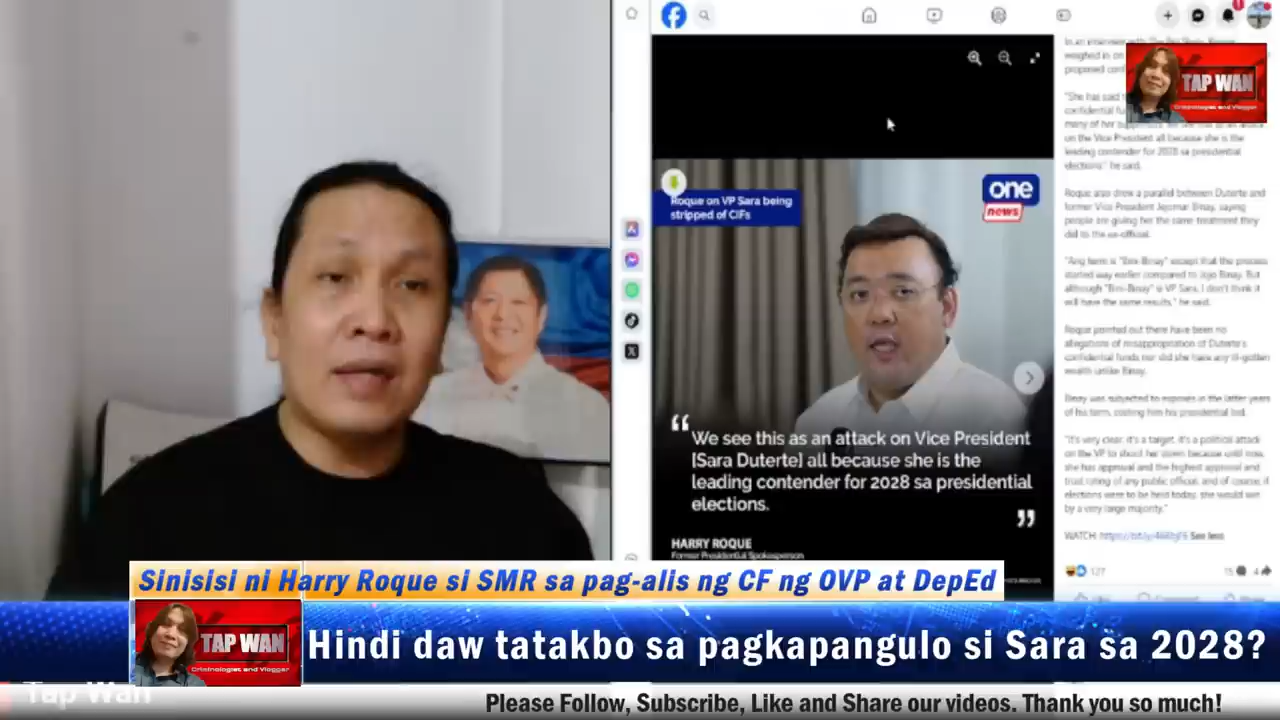 In an interview with
weighed in on
"She has said
on the Vice President all because she is the
leading contender for 2028 sa presidential
elections," he said.
Roque also drew a parallel between Duterte and
former Vice President Jejomar Binay, saying
people are giving her the same treatment they
did to the ex-official.
"Ang term is "Bini-Binay" except that the process
started way earlier compared to Jojo Binay. But
although "Bini-Binay" si VP Sara, I don't think it
will have the same results," he said.
Roque pointed out there have been no
allegations of misappropriation of Duterte's
confidential funds nor did she have any ill-gotten
wealth unlike Binay.
Binay was subjected to exposes in the latter years
of his term, costing him his presidential bid.
"It's very clear, it's a target, it's a political attack
on the VP to shoot her down because until now,
she has approval and the highest approval and
trust rating of any public official, and of course, if
elections were to be held today, she would win
by a very large majority."
WATCH: See less
127
15
4
TAP WAN
Criminologist and Vlogger
one
news
Roque on VP Sara being
stripped of CIFs
“
We see this as an attack on Vice President
[Sara Duterte] all because she is the
leading contender for 2028 sa presidential
elections.
”
HARRY ROQUE
Former Presidential Spokesperson
Sinisisi ni Harry Roque si SMR sa pag-alis ng CF ng OVP at DepEd
TAP WAN
Criminologist and Vlogger
Hindi daw tatakbo sa pagkapangulo si Sara sa 2028?
Tap Wan
Please Follow, Subscribe, Like and Share our videos. Thank you so much!